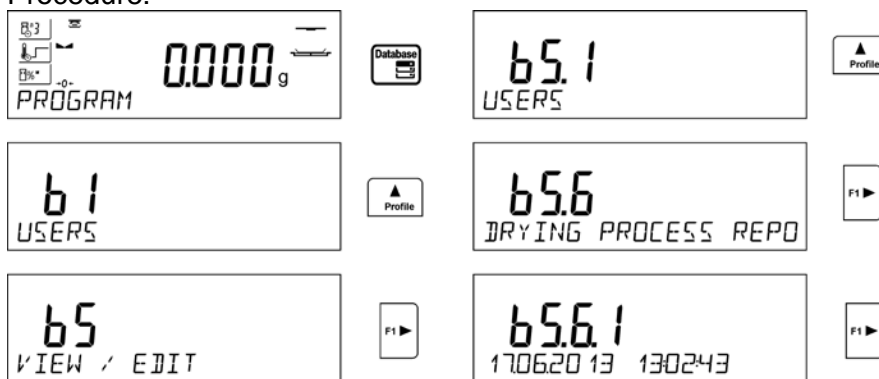 Procedure:
0.000 g
PROGRAM
Database
b1
USERS
Profile
b5
VIEW / EDIT
F1
b5.1
USERS
Profile
b5.6
DRYING PROCESS REPO
F1
b5.6.1
17.06.2013 13:02:43
F1